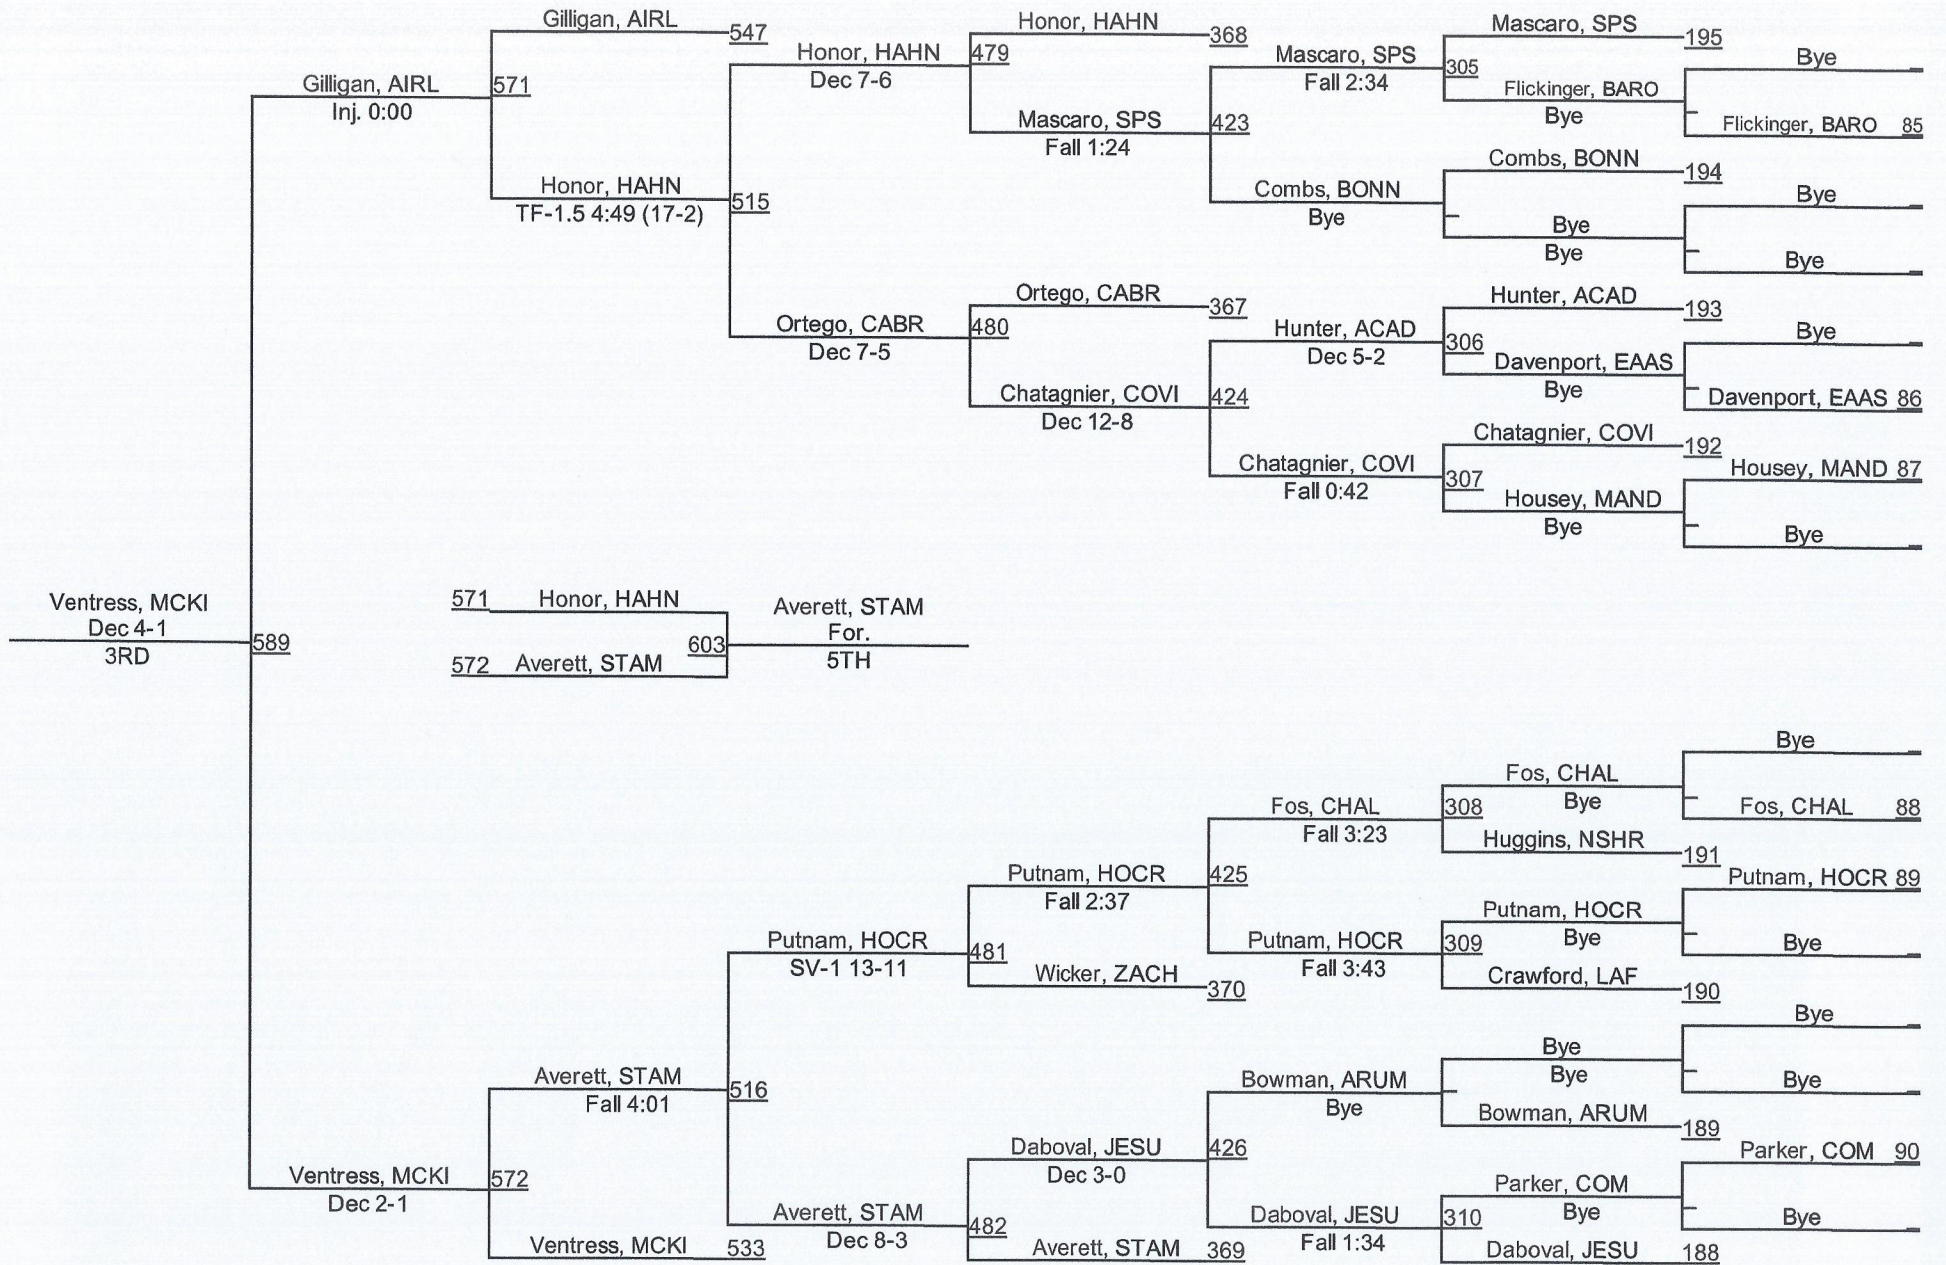 Gilligan, AIRL
547
Gilligan, AIRL
Inj. 0:00
571
Honor, HAHN
TF-1.5 4:49 (17-2)
515
Honor, HAHN
Dec 7-6
479
Honor, HAHN
368
Mascaro, SPS
Fall 1:24
423
Mascaro, SPS
Fall 2:34
305
Mascaro, SPS
195
Flickinger, BARO
Bye
Bye
Flickinger, BARO 85
Combs, BONN
Bye
Combs, BONN
194
Bye
Bye
Bye
Bye
Ortego, CABR
Dec 7-5
480
Ortego, CABR
367
Chatagnier, COVI
Dec 12-8
424
Hunter, ACAD
Dec 5-2
306
Hunter, ACAD
193
Davenport, EAAS
Bye
Bye
Davenport, EAAS 86
Chatagnier, COVI
Fall 0:42
307
Chatagnier, COVI
192
Housey, MAND
Bye
Housey, MAND 87
Bye
Ventress, MCKI
Dec 4-1
3RD
589
571 Honor, HAHN
572 Averett, STAM
603
Averett, STAM
For.
5TH
Ventress, MCKI
Dec 2-1
572
Averett, STAM
Fall 4:01
516
Ventress, MCKI
533
Putnam, HOCR
SV-1 13-11
481
Putnam, HOCR
Fall 2:37
425
Wicker, ZACH
370
Fos, CHAL
Fall 3:23
308
Fos, CHAL
Bye
Bye
Fos, CHAL 88
Huggins, NSHR
191
Putnam, HOCR
Fall 3:43
309
Putnam, HOCR
Bye
Putnam, HOCR 89
Bye
Crawford, LAF
190
Averett, STAM
Dec 8-3
482
Daboval, JESU
Dec 3-0
426
Averett, STAM
369
Bowman, ARUM
Bye
Bye
Bye
Bye
Bye
Bowman, ARUM
189
Daboval, JESU
Fall 1:34
310
Parker, COM
Bye
Parker, COM 90
Bye
Daboval, JESU
188